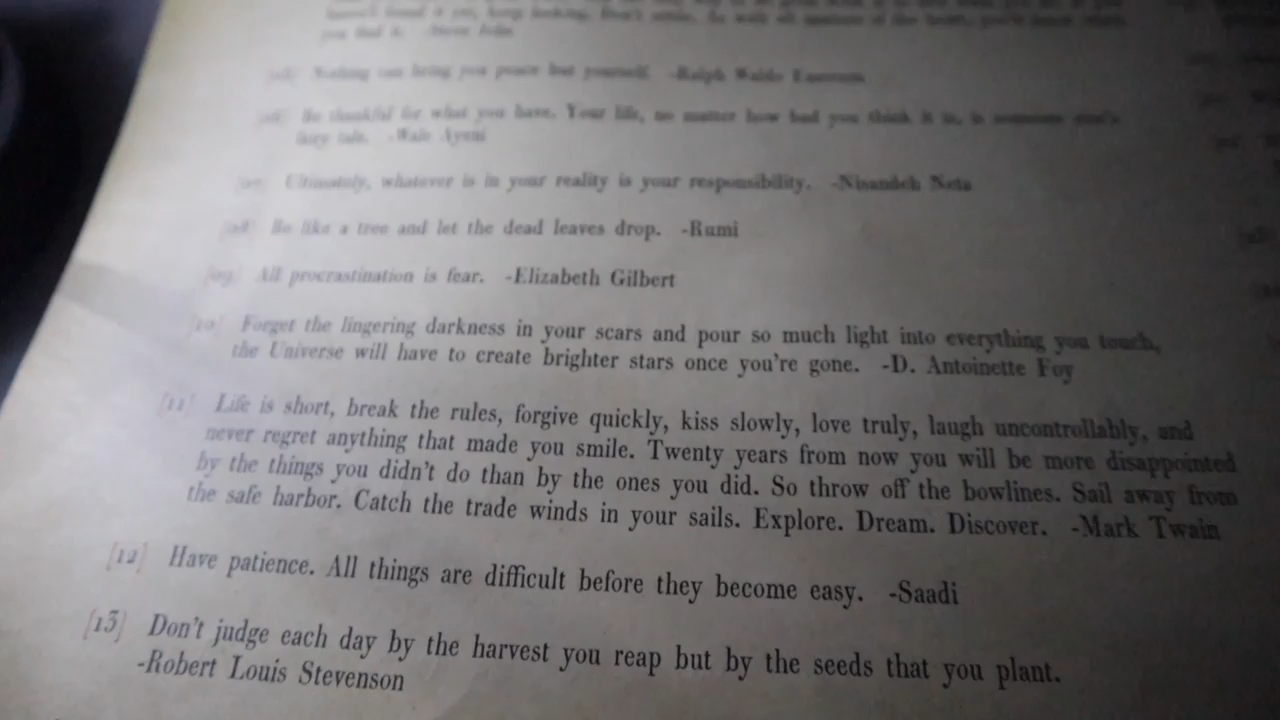 you find it. -Steve Jobs
Nothing can bring you peace but yourself. -Ralph Waldo Emerson
Be thankful for what you have. Your life, no matter how bad you think it is, is someone else's
fairy tale. -Wale Ayeni
Ultimately, whatever is in your reality is your responsibility. -Nisandeh Neta
Be like a tree and let the dead leaves drop. -Rumi
[09] All procrastination is fear. -Elizabeth Gilbert
[10] Forget the lingering darkness in your scars and pour so much light into everything you touch,
the Universe will have to create brighter stars once you're gone. -D. Antoinette Foy
[11] Life is short, break the rules, forgive quickly, kiss slowly, love truly, laugh uncontrollably, and
never regret anything that made you smile. Twenty years from now you will be more disappointed
by the things you didn't do than by the ones you did. So throw off the bowlines. Sail away from
the safe harbor. Catch the trade winds in your sails. Explore. Dream. Discover. -Mark Twain
[12] Have patience. All things are difficult before they become easy. -Saadi
[13] Don't judge each day by the harvest you reap but by the seeds that you plant.
-Robert Louis Stevenson